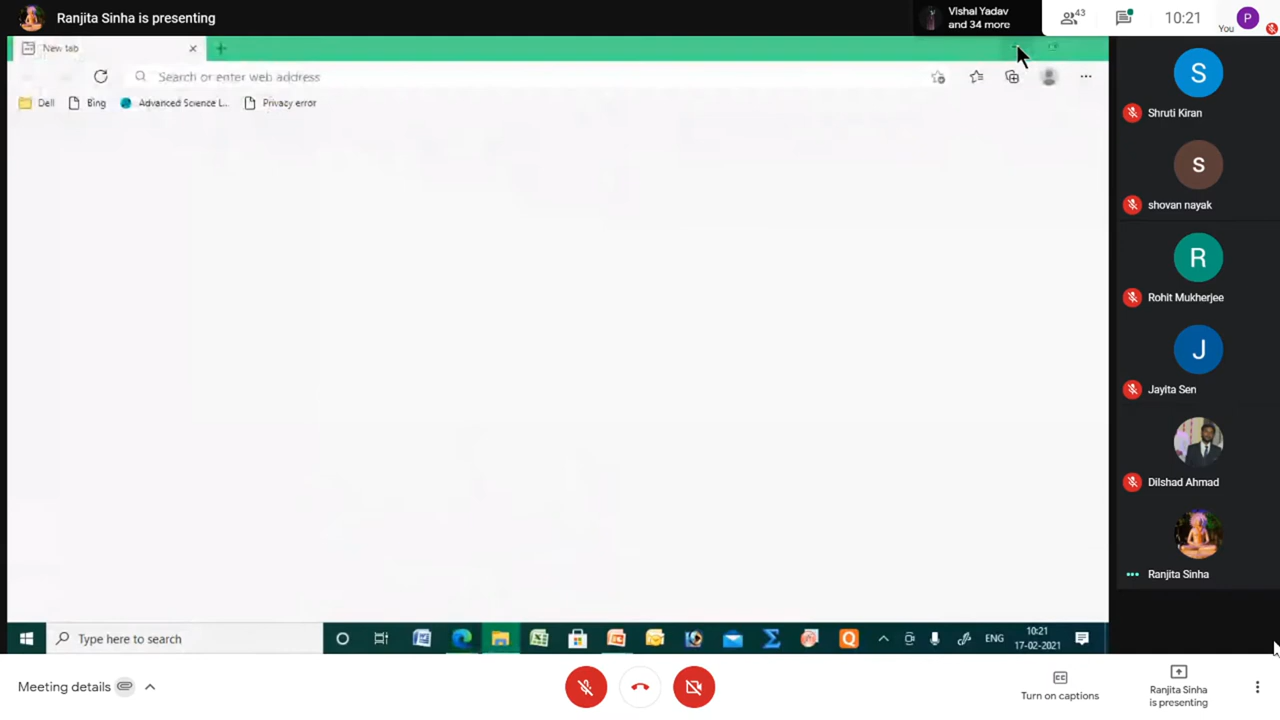 Ranjita Sinha is presenting
Vishal Yadav
and 34 more
43
10:21
You
P
New tab
Search or enter web address
Dell
Bing
Advanced Science L...
Privacy error
S
Shruti Kiran
s
shovan nayak
R
Rohit Mukherjee
J
Jayita Sen
Dilshad Ahmad
Ranjita Sinha
Type here to search
ENG
10:21
17-02-2021
Meeting details
Turn on captions
Ranjita Sinha
is presenting